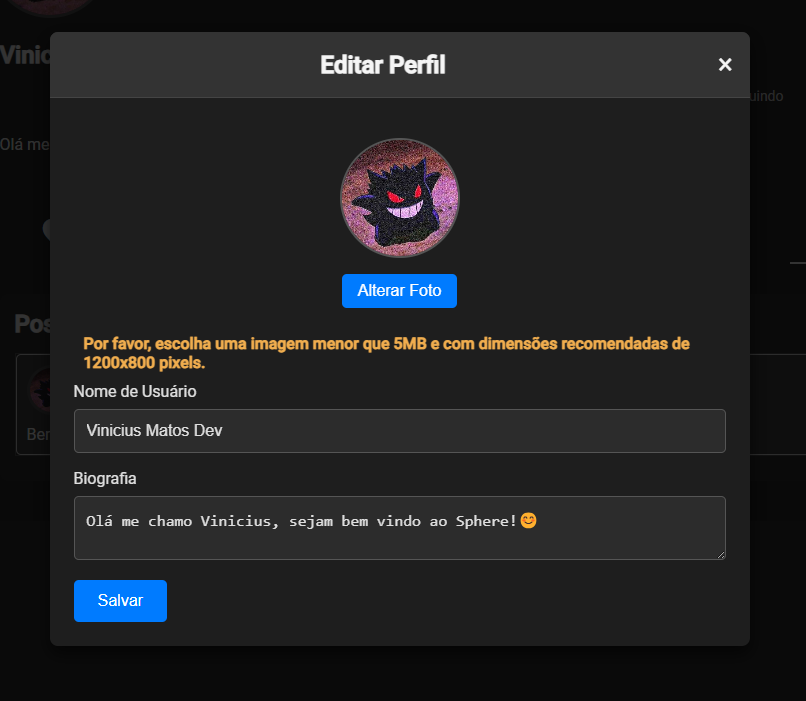 Vinic
Editar Perfil
×
uindo
Olá me
Alterar Foto
Pos
Por favor, escolha uma imagem menor que 5MB e com dimensões recomendadas de
1200x800 pixels.
Nome de Usuário
Vinicius Matos Dev
Ber
Biografia
Olá me chamo Vinicius, sejam bem vindo ao Sphere!😊
Salvar